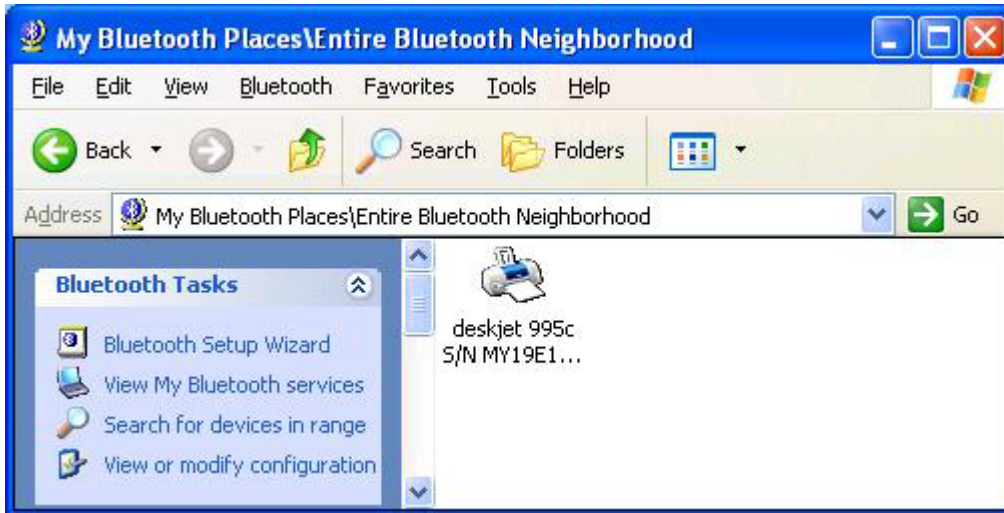 My Bluetooth Places\Entire Bluetooth Neighborhood
File Edit View Bluetooth Favorites Tools Help
Back Search Folders
Address My Bluetooth Places\Entire Bluetooth Neighborhood Go
Bluetooth Tasks
Bluetooth Setup Wizard
View My Bluetooth services
Search for devices in range
View or modify configuration
deskjet 995c
S/N MY19E1...